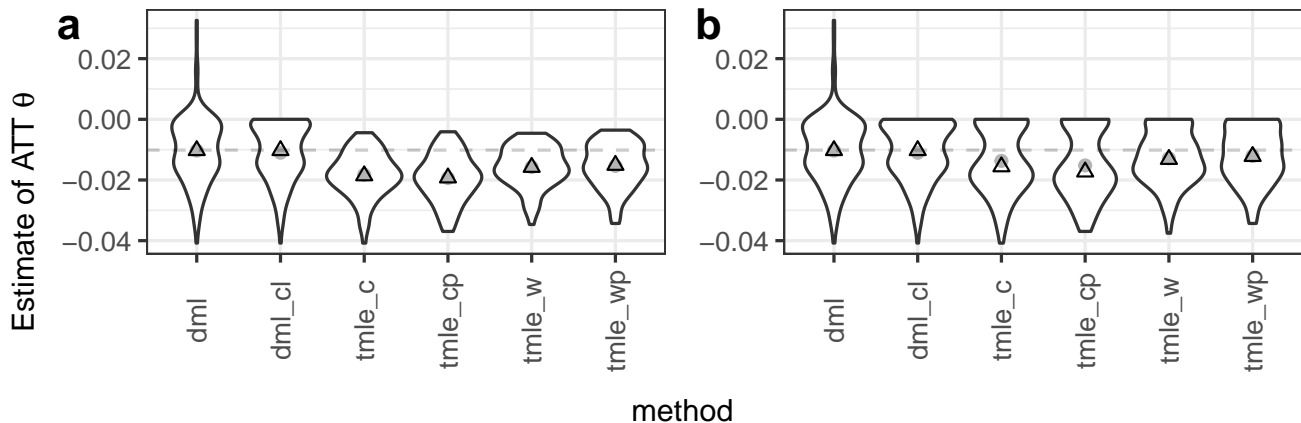 a
b
Estimate of ATT θ
0.02
0.00
−0.02
−0.04
dml
dml_cl
tmle_c
tmle_cp
tmle_w
tmle_wp
0.02
0.00
−0.02
−0.04
dml
dml_cl
tmle_c
tmle_cp
tmle_w
tmle_wp
method